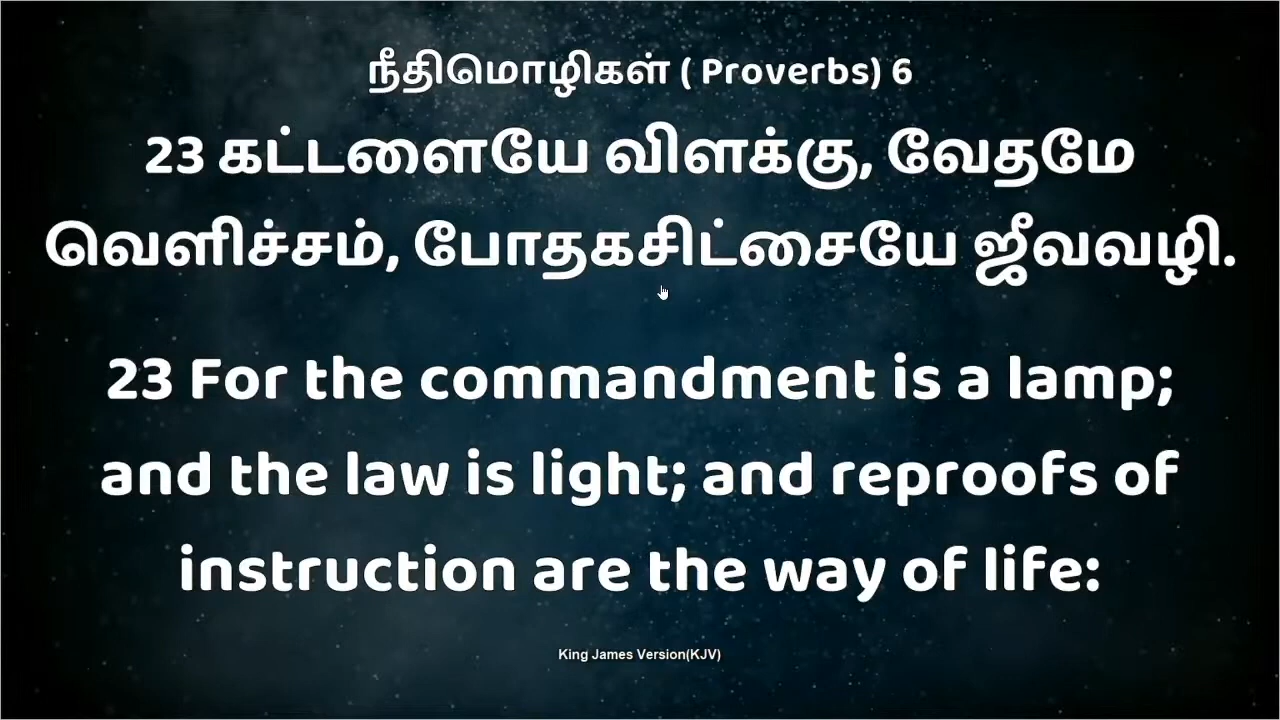 நீதிமொழிகள் ( Proverbs) 6
23 கட்டளையே விளக்கு, வேதமே
வெளிச்சம், போதகசிட்சையே ஜீவவழி.
23 For the commandment is a lamp;
and the law is light; and reproofs of
instruction are the way of life:
King James Version(KJV)